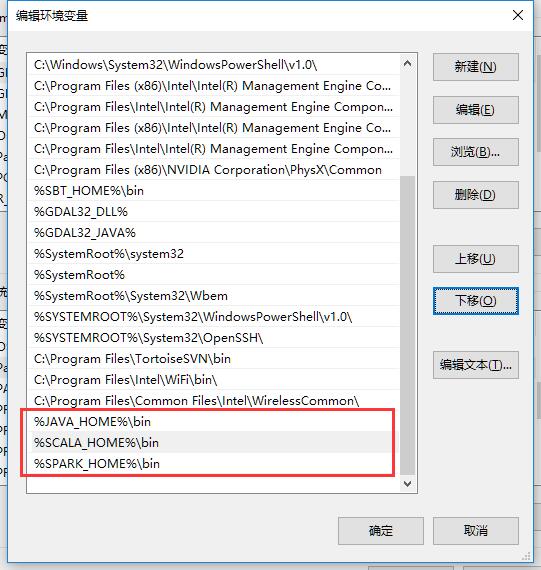 编辑环境变量
C:\Windows\System32\WindowsPowerShell\v1.0\
C:\Program Files (x86)\Intel\Intel(R) Management Engine Co...
C:\Program Files\Intel\Intel(R) Management Engine Compon...
C:\Program Files (x86)\Intel\Intel(R) Management Engine Co...
C:\Program Files\Intel\Intel(R) Management Engine Compon...
C:\Program Files (x86)\NVIDIA Corporation\PhysX\Common
%SBT_HOME%\bin
%GDAL32_DLL%
%GDAL32_JAVA%
%SystemRoot%\system32
%SystemRoot%
%SystemRoot%\System32\Wbem
%SYSTEMROOT%\System32\WindowsPowerShell\v1.0\
%SYSTEMROOT%\System32\OpenSSH\
C:\Program Files\TortoiseSVN\bin
C:\Program Files\Intel\WiFi\bin\
C:\Program Files\Common Files\Intel\WirelessCommon\
%JAVA_HOME%\bin
%SCALA_HOME%\bin
%SPARK_HOME%\bin
新建(N)
编辑(E)
浏览(B)...
删除(D)
上移(U)
下移(O)
编辑文本(T)...
确定
取消